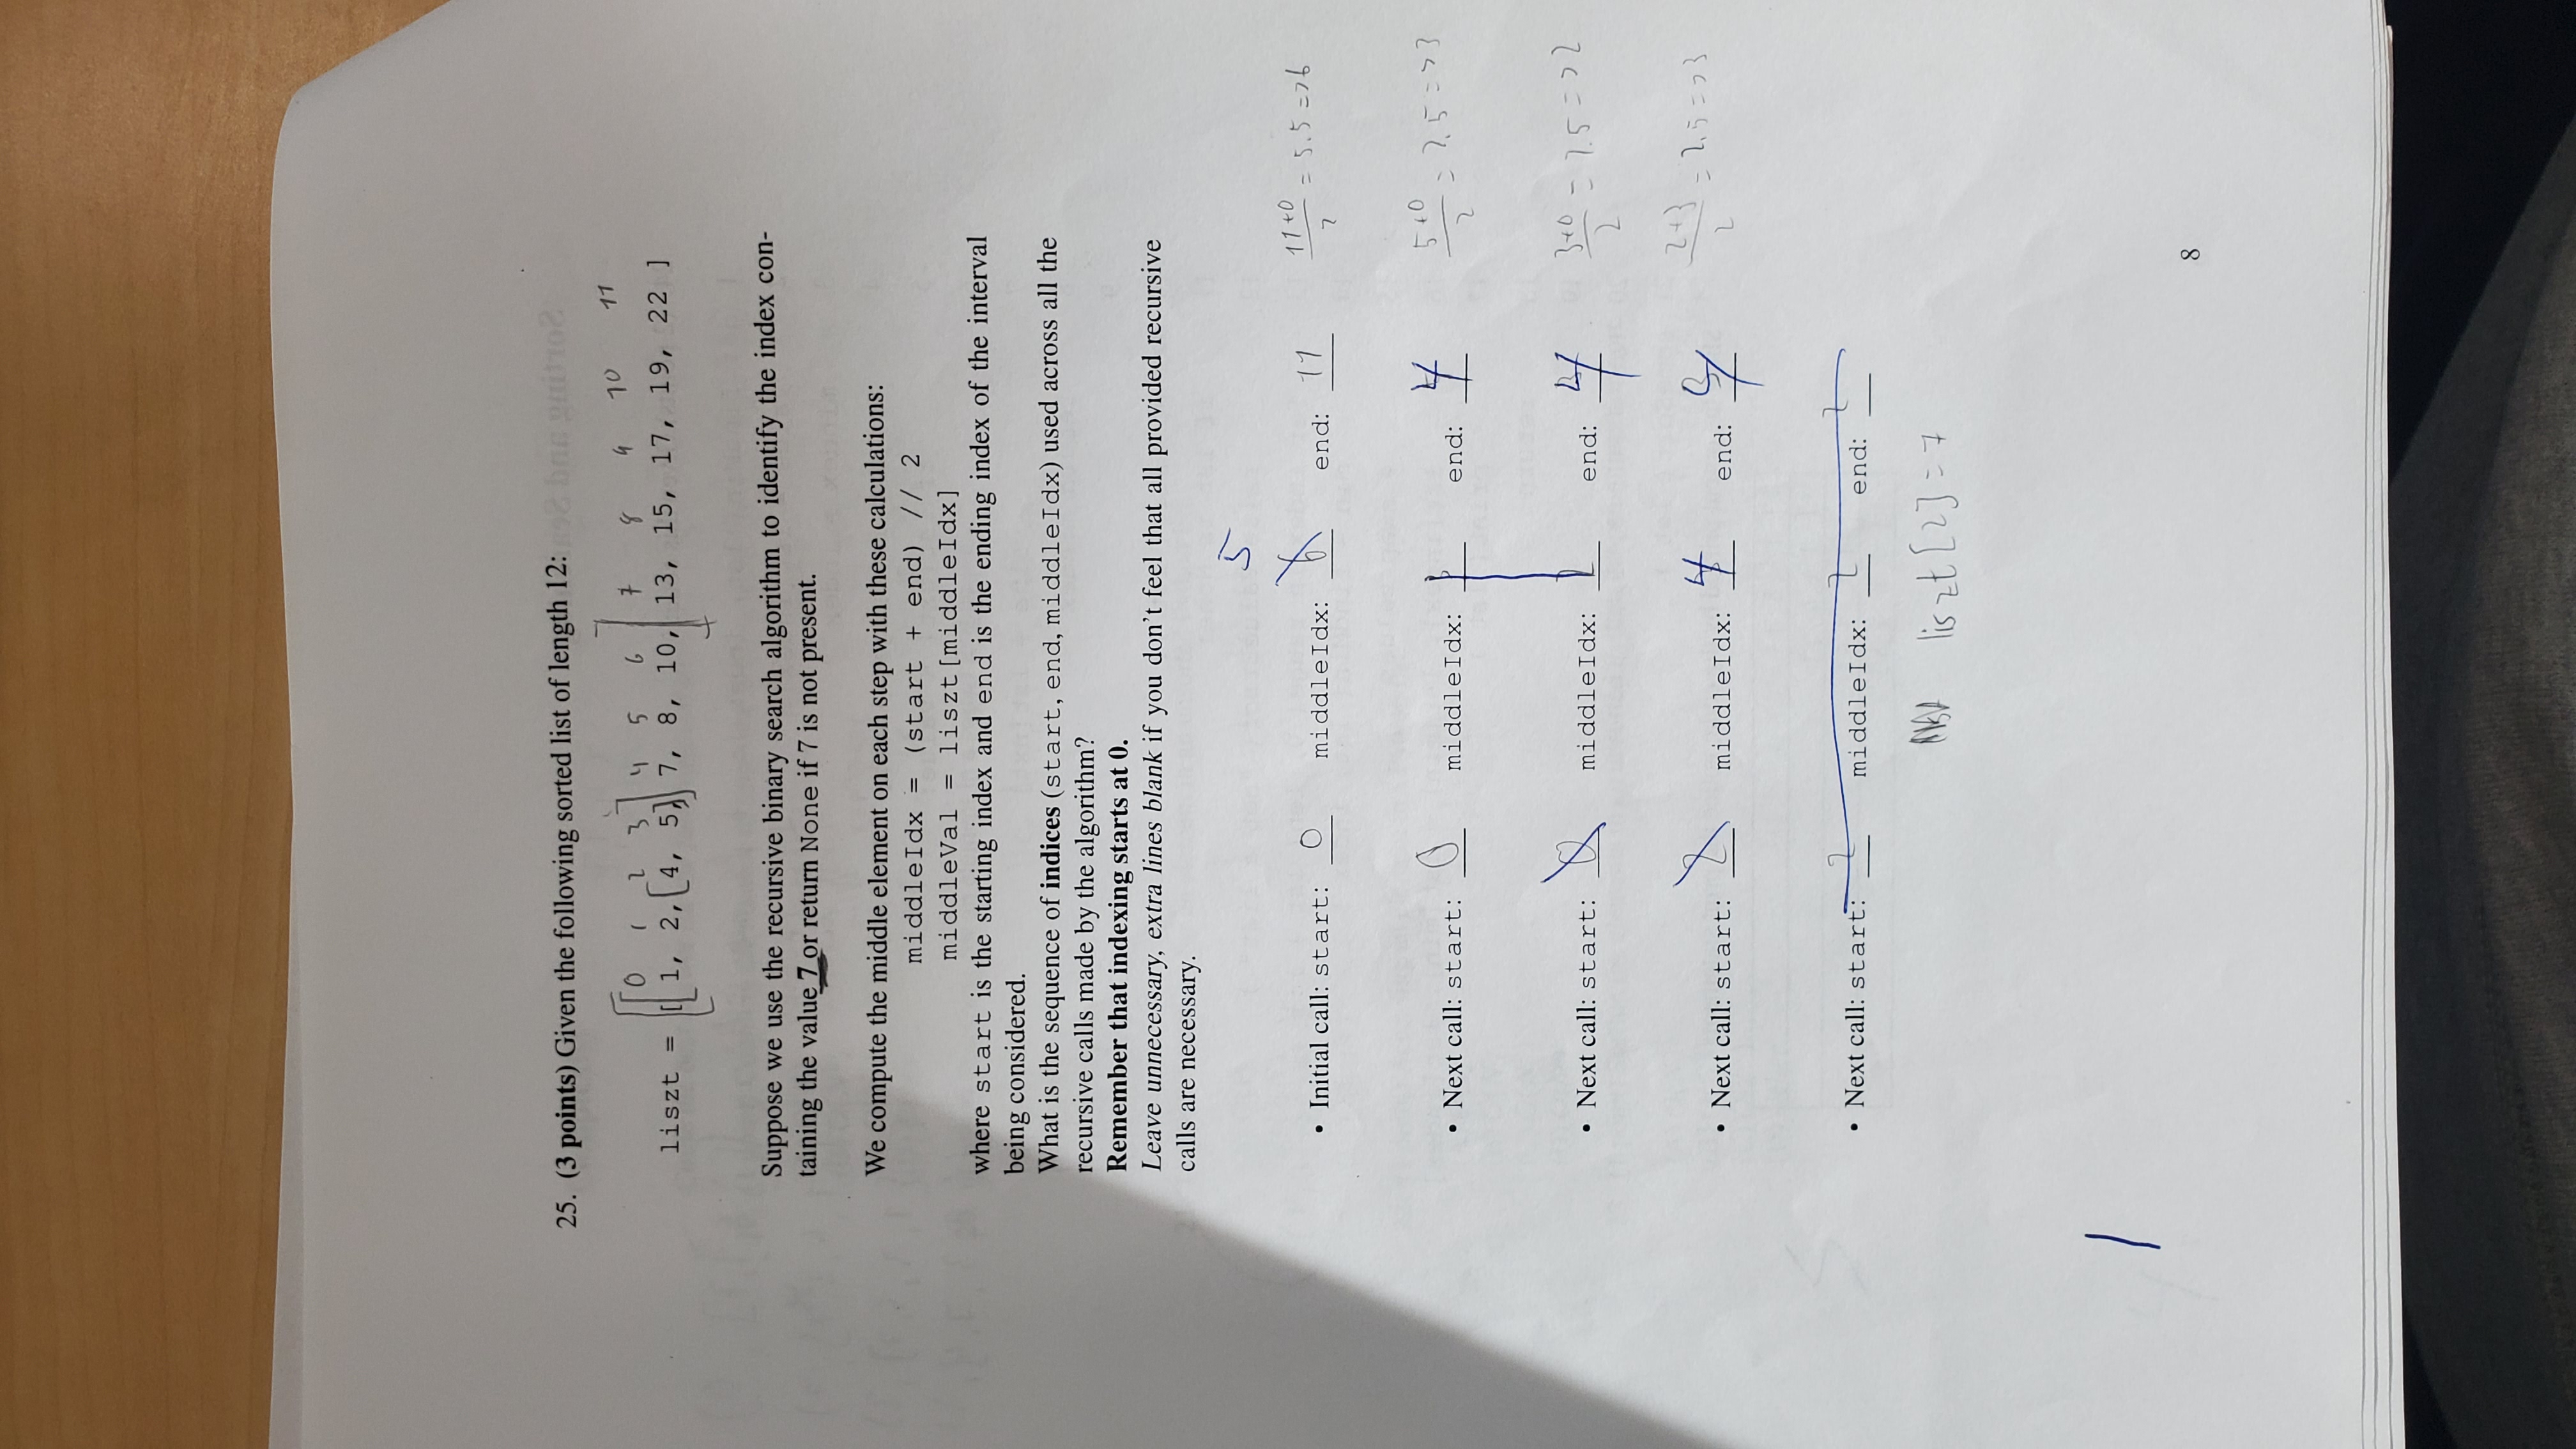 25. (3 points) Given the following sorted list of length 12:
0 1 2 3 4 5 6 7 8 9 10 11
liszt = [ 1, 2, [4, 5,] 7, 8, 10, 13, 15, 17, 19, 22 ]
Suppose we use the recursive binary search algorithm to identify the index con-
taining the value 7 or return None if 7 is not present.
We compute the middle element on each step with these calculations:
middleIdx = (start + end) // 2
middleVal = liszt[middleIdx]
where start is the starting index and end is the ending index of the interval
being considered.
What is the sequence of indices (start, end, middleIdx) used across all the
recursive calls made by the algorithm?
Remember that indexing starts at 0.
Leave unnecessary, extra lines blank if you don't feel that all provided recursive
calls are necessary.
5
• Initial call: start: 0 middleIdx: 6 end: 11 11+0/2 = 5.5 => 6
• Next call: start: 0 middleIdx: end: 4 5+0/2 = 2.5 => 3
• Next call: start: 0 middleIdx: end: 4 3+0/2 = 1.5 => 2
• Next call: start: 2 middleIdx: 4 end: 2+3/2 = 2.5 => 3
• Next call: start: 2 middleIdx: 2 end: 2
liszt[2] = 7
8